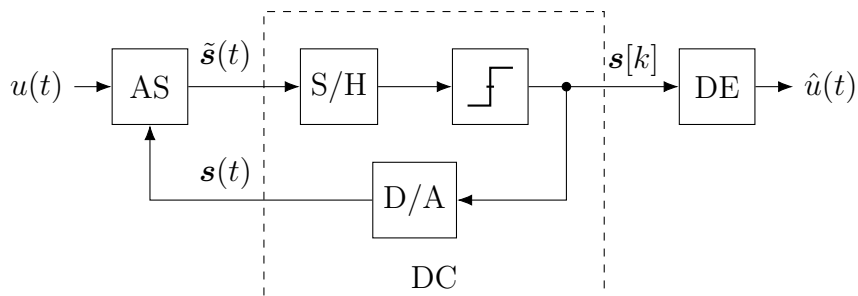 u(t)
AS
s̃(t)
S/H
s[k]
DE
û(t)
s(t)
D/A
DC